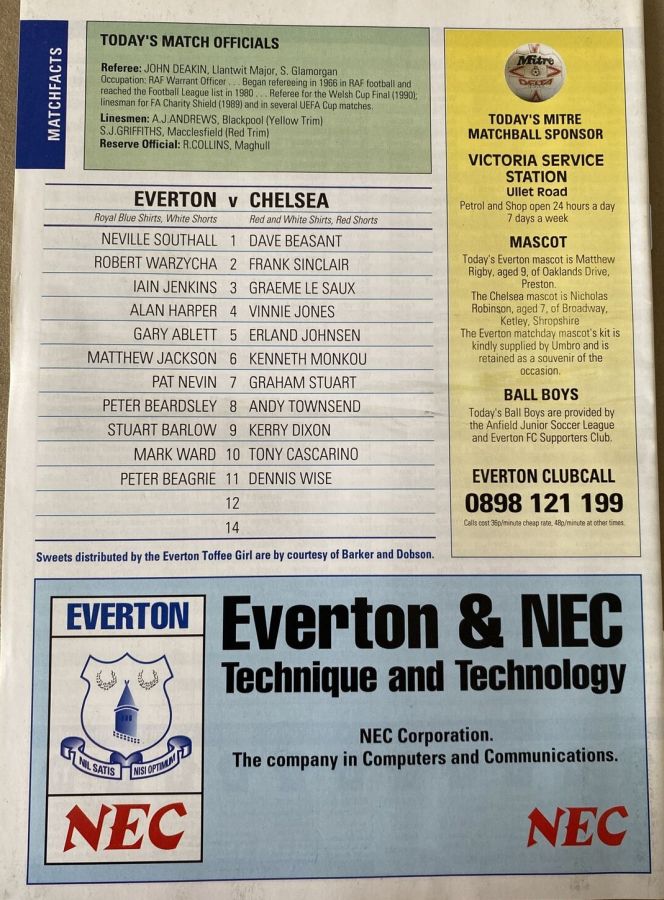 MATCHFACTS
TODAY'S MATCH OFFICIALS
Referee: JOHN DEAKIN, Llantwit Major, S. Glamorgan
Occupation: RAF Warrant Officer . . . Began refereeing in 1966 in RAF football and
reached the Football League list in 1980 . . . Referee for the Welsh Cup Final (1990);
linesman for FA Charity Shield (1989) and in several UEFA Cup matches.
Linesmen: A.J.ANDREWS, Blackpool (Yellow Trim)
S.J.GRIFFITHS, Macclesfield (Red Trim)
Reserve Official: R.COLLINS, Maghull
EVERTON v CHELSEA
Royal Blue Shirts, White Shorts Red and White Shirts, Red Shorts
NEVILLE SOUTHALL 1 DAVE BEASANT
ROBERT WARZYCHA 2 FRANK SINCLAIR
IAIN JENKINS 3 GRAEME LE SAUX
ALAN HARPER 4 VINNIE JONES
GARY ABLETT 5 ERLAND JOHNSEN
MATTHEW JACKSON 6 KENNETH MONKOU
PAT NEVIN 7 GRAHAM STUART
PETER BEARDSLEY 8 ANDY TOWNSEND
STUART BARLOW 9 KERRY DIXON
MARK WARD 10 TONY CASCARINO
PETER BEAGRIE 11 DENNIS WISE
12
14
Sweets distributed by the Everton Toffee Girl are by courtesy of Barker and Dobson.
Mitre
DELTA
TODAY'S MITRE
MATCHBALL SPONSOR
VICTORIA SERVICE
STATION
Ullet Road
Petrol and Shop open 24 hours a day
7 days a week
MASCOT
Today's Everton mascot is Matthew
Rigby, aged 9, of Oaklands Drive,
Preston.
The Chelsea mascot is Nicholas
Robinson, aged 7, of Broadway,
Ketley, Shropshire
The Everton matchday mascot's kit is
kindly supplied by Umbro and is
retained as a souvenir of the
occasion.
BALL BOYS
Today's Ball Boys are provided by
the Anfield Junior Soccer League
and Everton FC Supporters Club.
EVERTON CLUBCALL
0898 121 199
Calls cost 36p/minute cheap rate, 48p/minute at other times.
EVERTON
NIL SATIS NISI OPTIMUM
NEC
Everton & NEC
Technique and Technology
NEC Corporation.
The company in Computers and Communications.
NEC